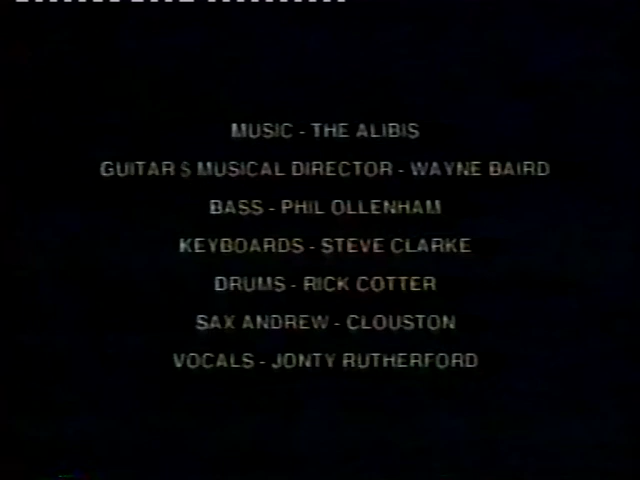 MUSIC - THE ALIBIS
GUITAR S MUSICAL DIRECTOR - WAYNE BAIRD
BASS - PHIL OLLENHAM
KEYBOARDS - STEVE CLARKE
DRUMS - RICK COTTER
SAX ANDREW - CLOUSTON
VOCALS - JONTY RUTHERFORD